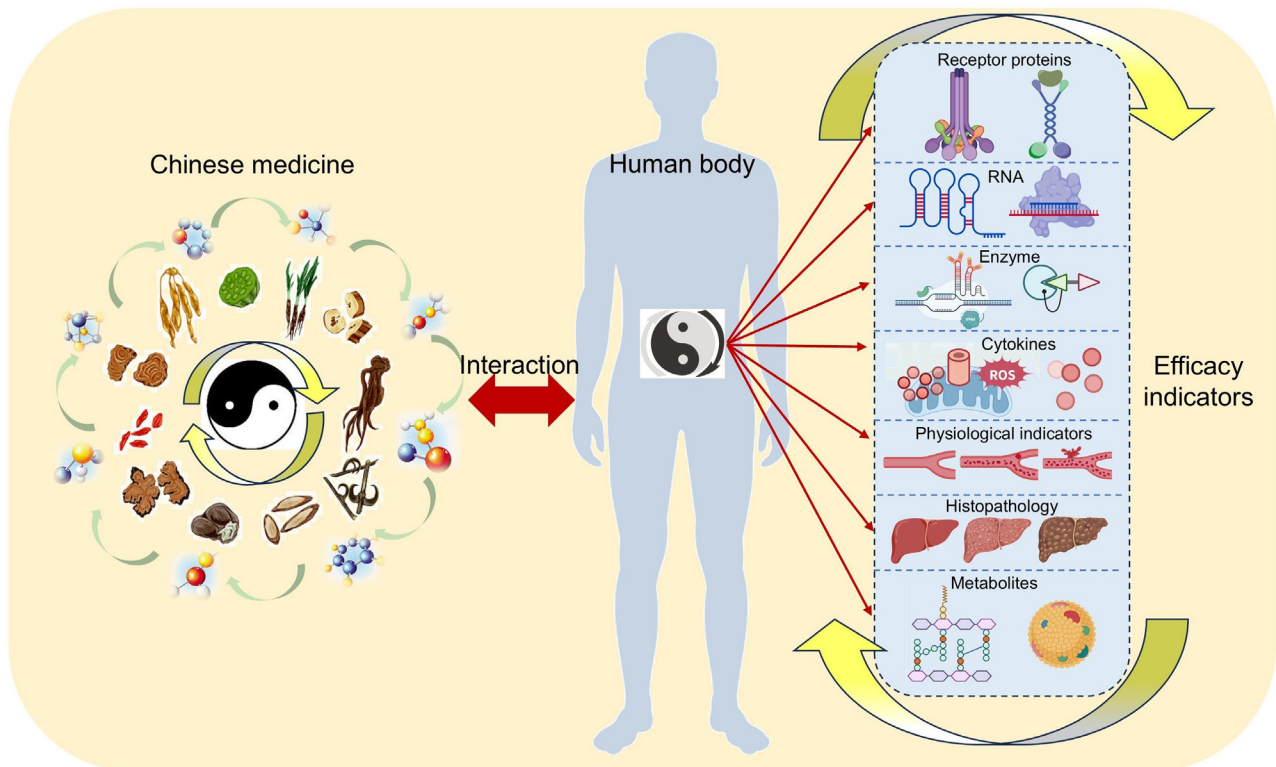 Chinese medicine
Interaction
Human body
Receptor proteins
RNA
Enzyme
Cytokines
ROS
Physiological indicators
Histopathology
Metabolites
Efficacy
indicators